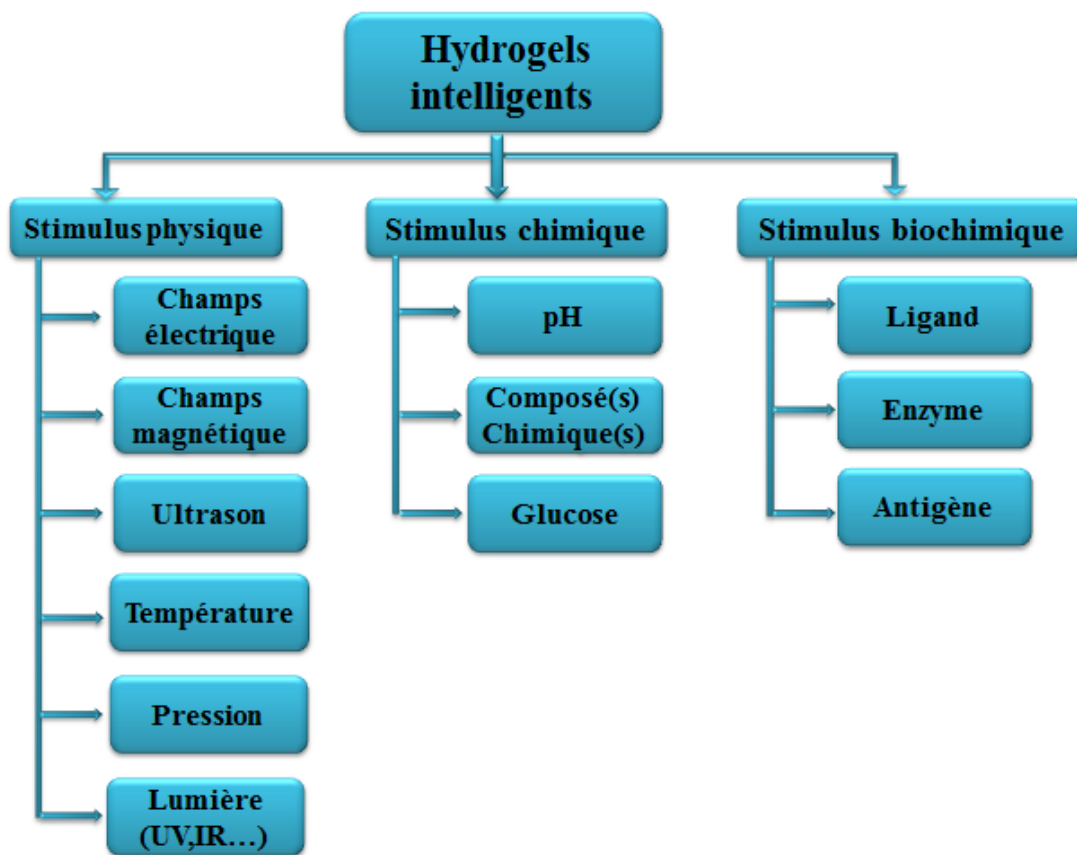 Hydrogels
intelligents
Stimulus physique
Champs
électrique
Champs
magnétique
Ultrason
Température
Pression
Lumière
(UV,IR…)
Stimulus chimique
pH
Composé(s)
Chimique(s)
Glucose
Stimulus biochimique
Ligand
Enzyme
Antigène